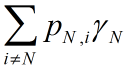 ∑_{i≠N} p_{N,i} γ_N